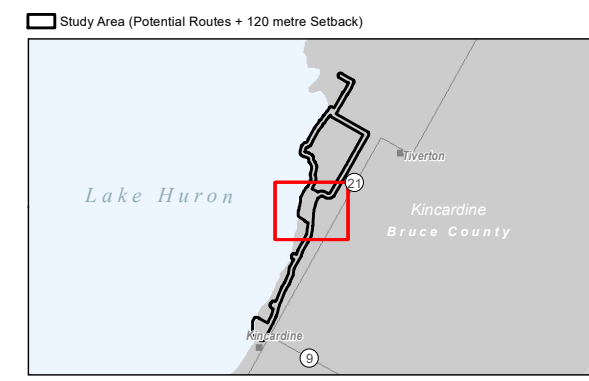 Study Area (Potential Routes + 120 metre Setback)
Tiverton
21
Lake Huron
Kincardine
Bruce County
Kincardine
9